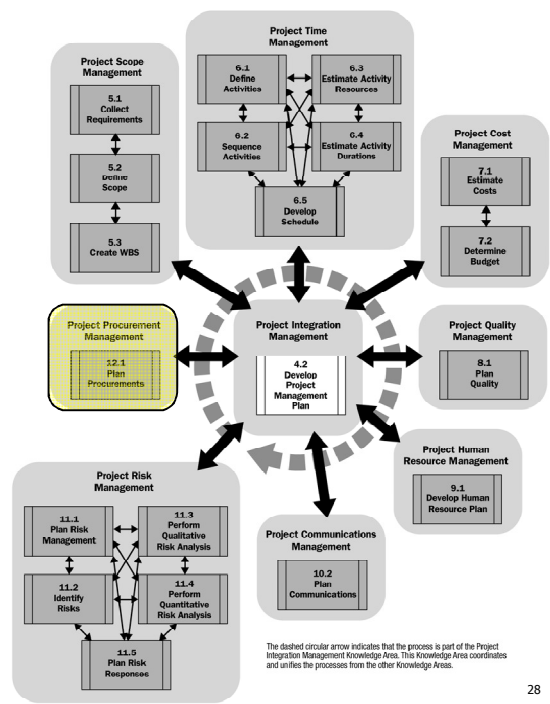 Project Time
Management
6.1
Define
Activities
6.3
Estimate Activity
Resources
6.2
Sequence
Activities
6.4
Estimate Activity
Durations
6.5
Develop
Schedule
Project Scope
Management
5.1
Collect
Requirements
5.2
Define
Scope
5.3
Create WBS
Project Cost
Management
7.1
Estimate
Costs
7.2
Determine
Budget
Project Procurement
Management
12.1
Plan
Procurements
Project Integration
Management
4.2
Develop
Project
Management
Plan
Project Quality
Management
8.1
Plan
Quality
Project Human
Resource Management
9.1
Develop Human
Resource Plan
Project Risk
Management
11.1
Plan Risk
Management
11.3
Perform
Qualitative
Risk Analysis
11.2
Identify
Risks
11.4
Perform
Quantitative
Risk Analysis
11.5
Plan Risk
Responses
Project Communications
Management
10.2
Plan
Communications
The dashed circular arrow indicates that the process is part of the Project
Integration Management Knowledge Area. This Knowledge Area coordinates
and unifies the processes from the other Knowledge Areas.
28